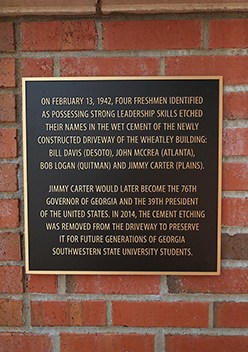 ON FEBRUARY 13, 1942, FOUR FRESHMEN IDENTIFIED
AS POSSESSING STRONG LEADERSHIP SKILLS ETCHED
THEIR NAMES IN THE WET CEMENT OF THE NEWLY
CONSTRUCTED DRIVEWAY OF THE WHEATLEY BUILDING:
BILL DAVIS (DESOTO), JOHN MCCREA (ATLANTA),
BOB LOGAN (QUITMAN) AND JIMMY CARTER (PLAINS).
JIMMY CARTER WOULD LATER BECOME THE 76TH
GOVERNOR OF GEORGIA AND THE 39TH PRESIDENT
OF THE UNITED STATES. IN 2014, THE CEMENT ETCHING
WAS REMOVED FROM THE DRIVEWAY TO PRESERVE
IT FOR FUTURE GENERATIONS OF GEORGIA
SOUTHWESTERN STATE UNIVERSITY STUDENTS.